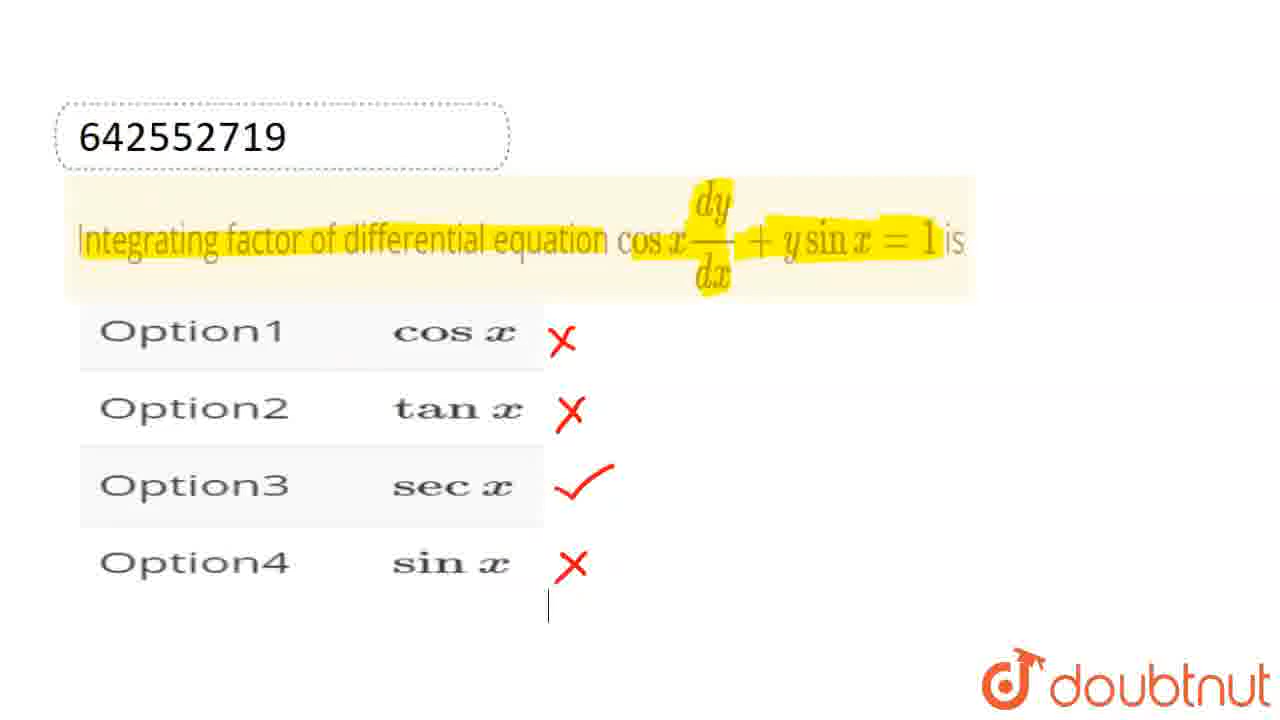 642552719
Integrating factor of differential equation cos x dy/dx + y sin x = 1 is
Option1 cos x
Option2 tan x
Option3 sec x
Option4 sin x
doubtnut